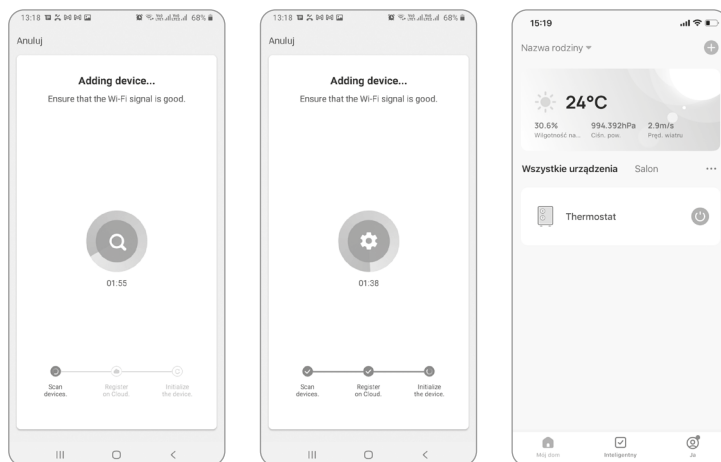 13:18 68%
Anuluj
Adding device...
Ensure that the Wi-Fi signal is good.
01:55
Scan devices.
Register on Cloud.
Initialize the device.
13:18 68%
Anuluj
Adding device...
Ensure that the Wi-Fi signal is good.
01:38
Scan devices.
Register on Cloud.
Initialize the device.
15:19
Nazwa rodziny
24°C
30.6% 994.392hPa 2.9m/s
Wilgotność na... Ciśn. pow. Pręd. wiatru
Wszystkie urządzenia Salon ...
Thermostat
Mój dom Inteligentny Ja